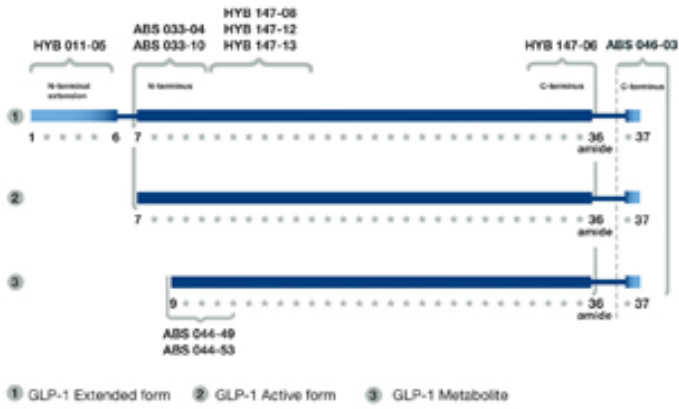 HYB 147-08
ABS 033-04 HYB 147-12
HYB 011-05 ABS 033-10 HYB 147-13 HYB 147-06 ABS 046-03
N-terminal N-terminus C-terminus C-terminus
extension
1
1 6 7 36 37
amide
2
7 36 37
amide
3
9 36 37
amide
ABS 044-49
ABS 044-53
1 GLP-1 Extended form 2 GLP-1 Active form 3 GLP-1 Metabolite